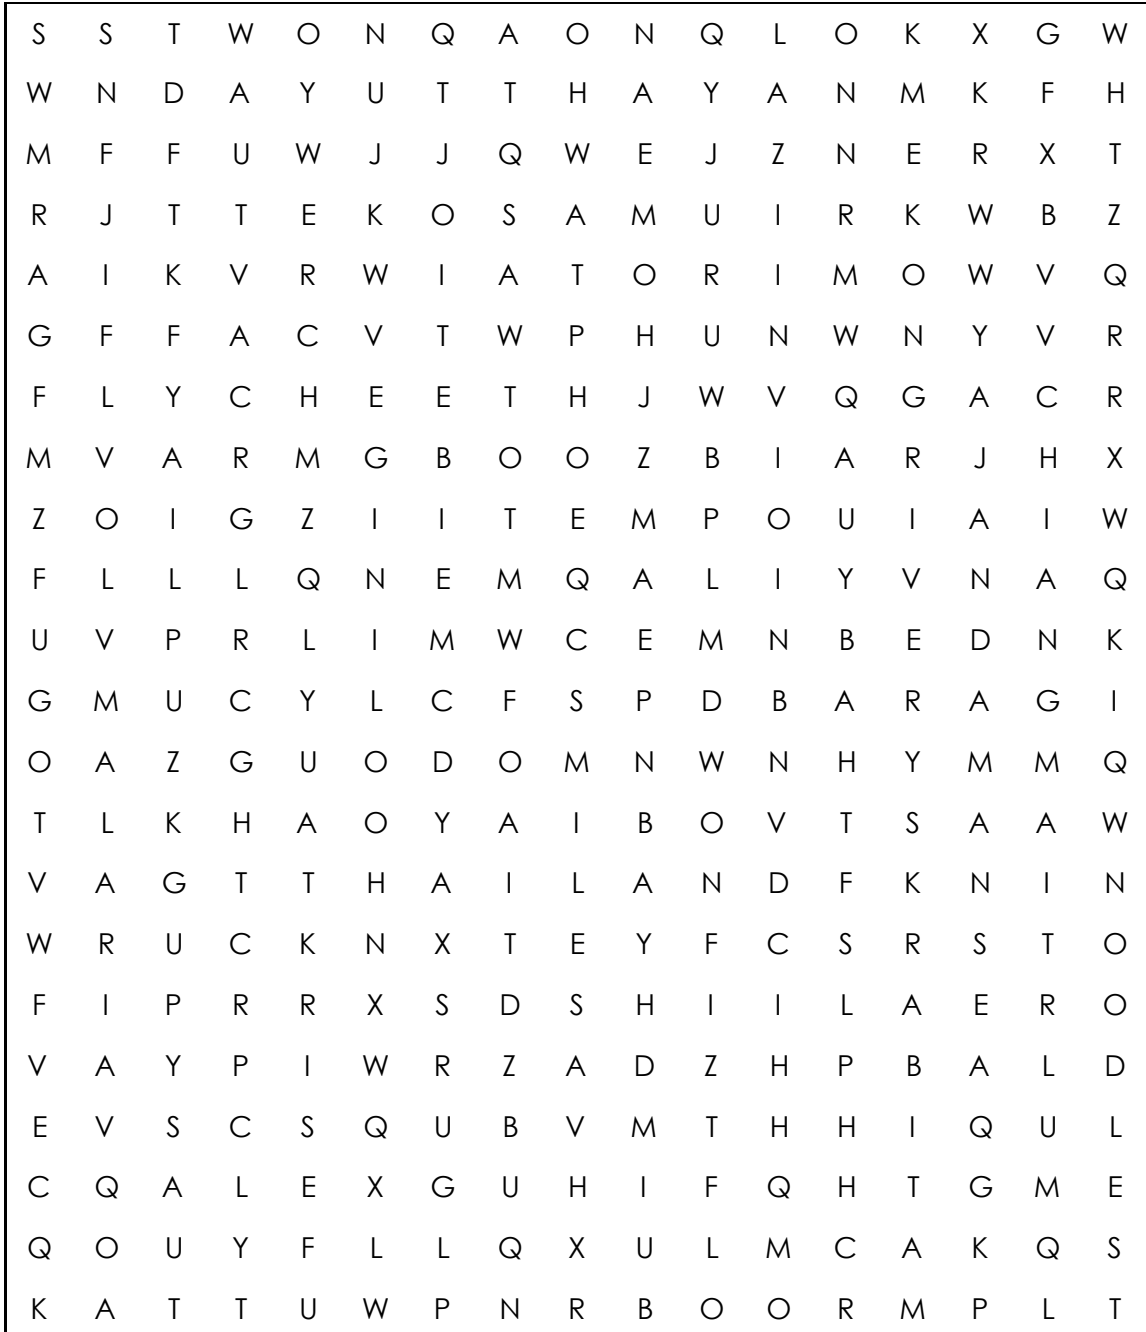 S S T W O N Q A O N Q L O K X G W
W N D A Y U T T H A Y A N M K F H
M F F U W J J Q W E J Z N E R X T
R J T T E K O S A M U I R K W B Z
A I K V R W I A T O R I M O W V Q
G F F A C V T W P H U N W N Y V R
F L Y C H E E T H J W V Q G A C R
M V A R M G B O O Z B I A R J H X
Z O I G Z I I T E M P O U I A I W
F L L L Q N E M Q A L I Y V N A Q
U V P R L I M W C E M N B E D N K
G M U C Y L C F S P D B A R A G I
O A Z G U O D O M N W N H Y M M Q
T L K H A O Y A I B O V T S A A W
V A G T T H A I L A N D F K N I N
W R U C K N X T E Y F C S R S T O
F I P R R X S D S H I I L A E R O
V A Y P I W R Z A D Z H P B A L D
E V S C S Q U B V M T H H I Q U L
C Q A L E X G U H I F Q H T G M E
Q O U Y F L L Q X U L M C A K Q S
K A T T U W P N R B O O R M P L T